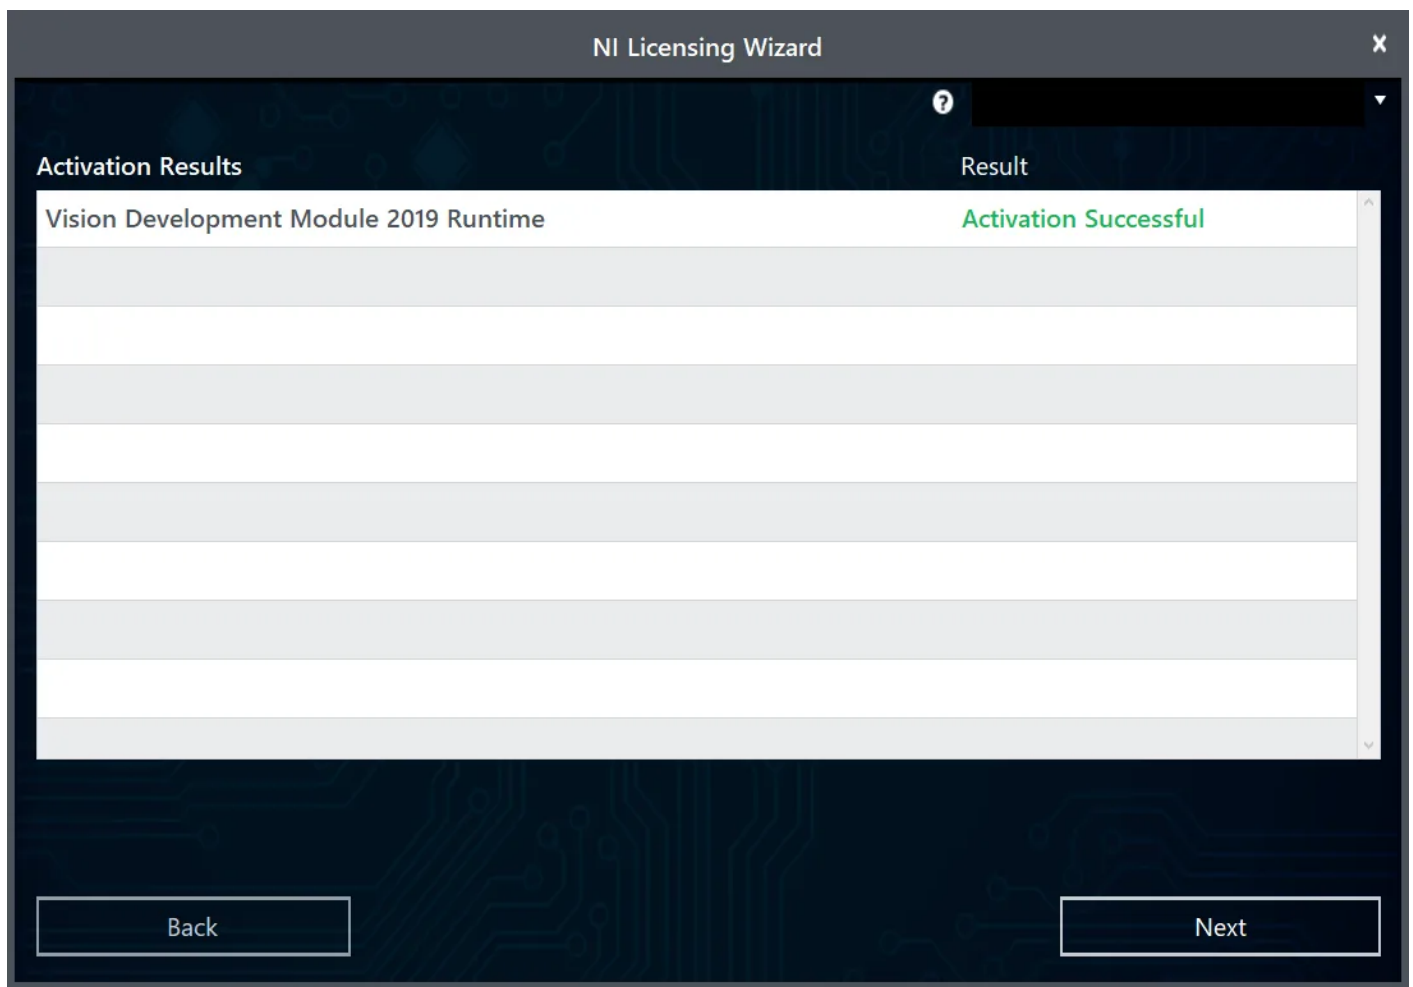 NI Licensing Wizard
Activation Results
Result
Vision Development Module 2019 Runtime
Activation Successful
Back
Next